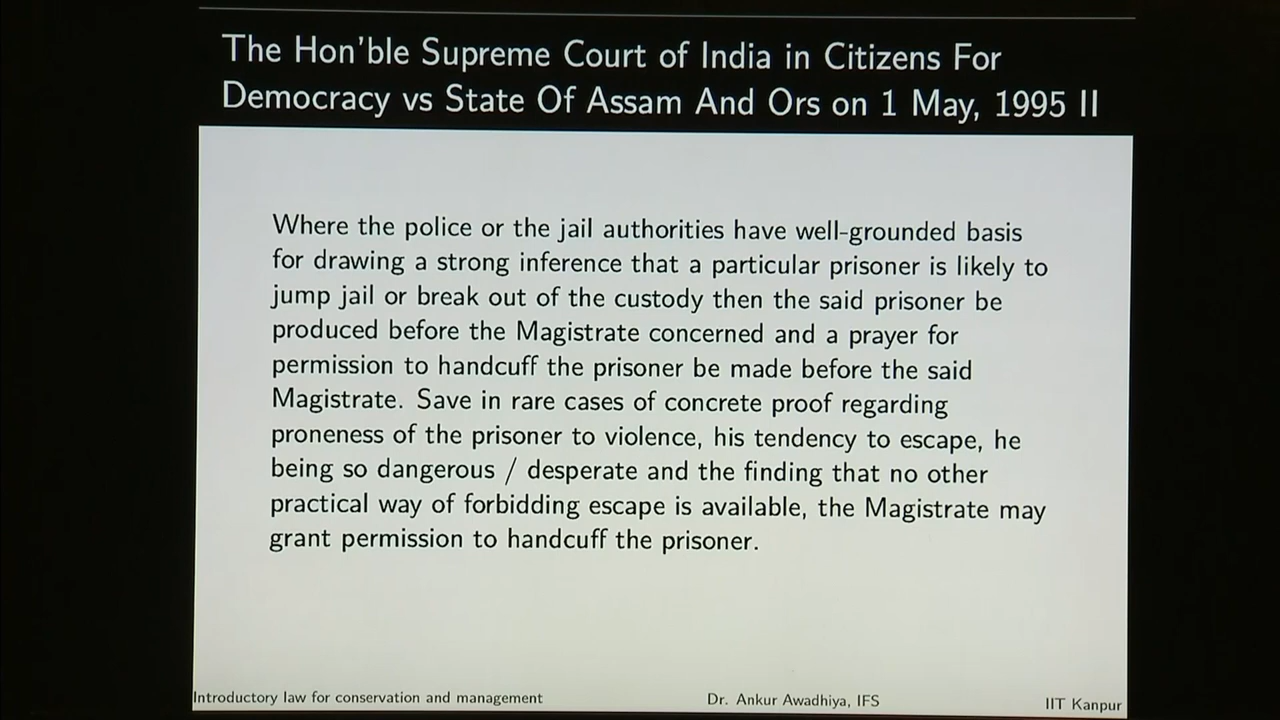 The Hon'ble Supreme Court of India in Citizens For
Democracy vs State Of Assam And Ors on 1 May, 1995 II
Where the police or the jail authorities have well-grounded basis
for drawing a strong inference that a particular prisoner is likely to
jump jail or break out of the custody then the said prisoner be
produced before the Magistrate concerned and a prayer for
permission to handcuff the prisoner be made before the said
Magistrate. Save in rare cases of concrete proof regarding
proneness of the prisoner to violence, his tendency to escape, he
being so dangerous / desperate and the finding that no other
practical way of forbidding escape is available, the Magistrate may
grant permission to handcuff the prisoner.
Introductory law for conservation and management Dr. Ankur Awadhiya, IFS IIT Kanpur